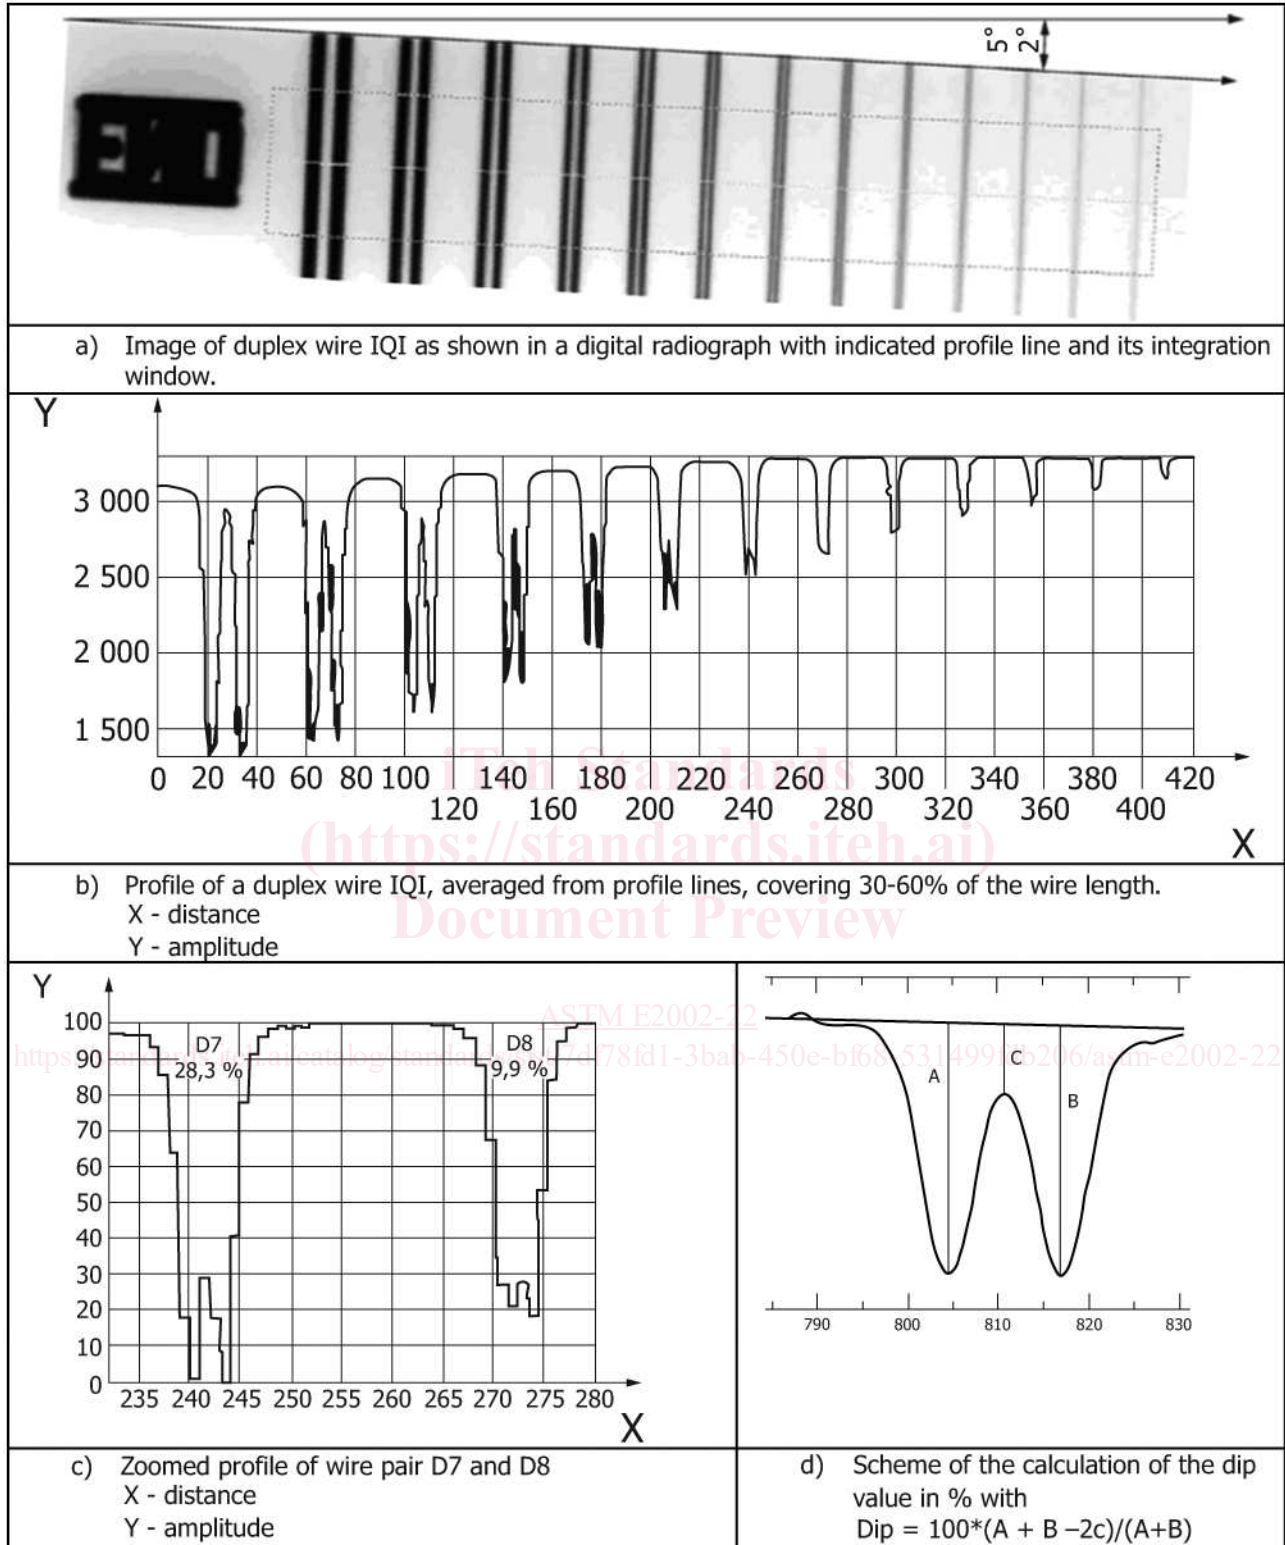 5°
2°
a) Image of duplex wire IQI as shown in a digital radiograph with indicated profile line and its integration
window.
Y
3 000
2 500
2 000
1 500
0 20 40 60 80 100 140 180 220 260 300 340 380 420
120 160 200 240 280 320 360 400
X
iTeh Standards
(https://standards.iteh.ai)
Document Preview
b) Profile of a duplex wire IQI, averaged from profile lines, covering 30-60% of the wire length.
X - distance
Y - amplitude
Y
100
90
80
70
60
50
40
30
20
10
0
D7
28,3 %
D8
9,9 %
235 240 245 250 255 260 265 270 275 280
X
ASTM E2002-22
A
C
B
790 800 810 820 830
c) Zoomed profile of wire pair D7 and D8
X - distance
Y - amplitude
d) Scheme of the calculation of the dip
value in % with
Dip = 100*(A + B –2c)/(A+B)